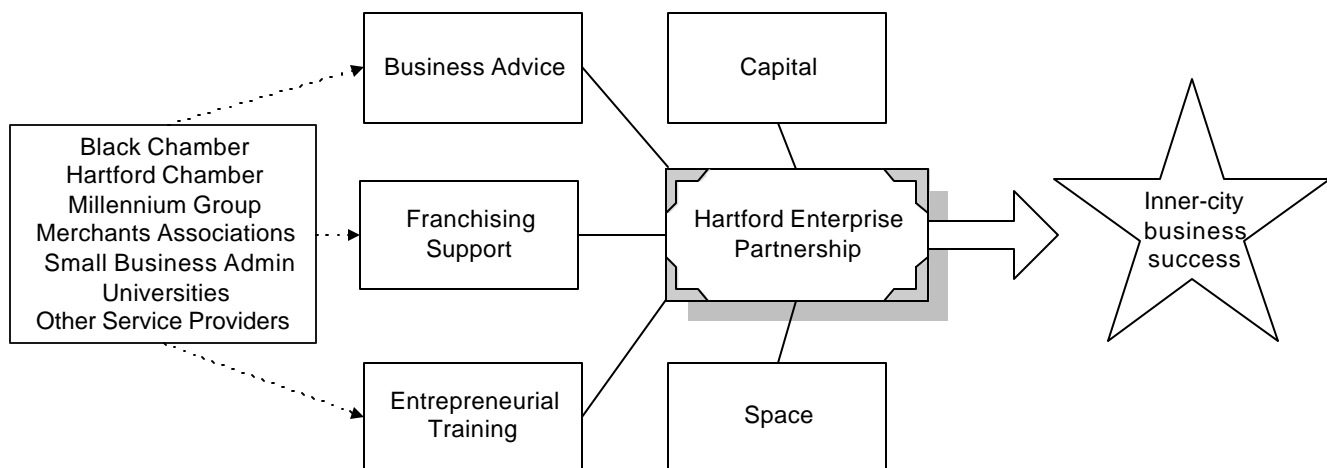 Business Advice
Capital
Black Chamber
Hartford Chamber
Millennium Group
Merchants Associations
Small Business Admin
Universities
Other Service Providers
Franchising
Support
Hartford Enterprise
Partnership
Inner-city
business
success
Entrepreneurial
Training
Space